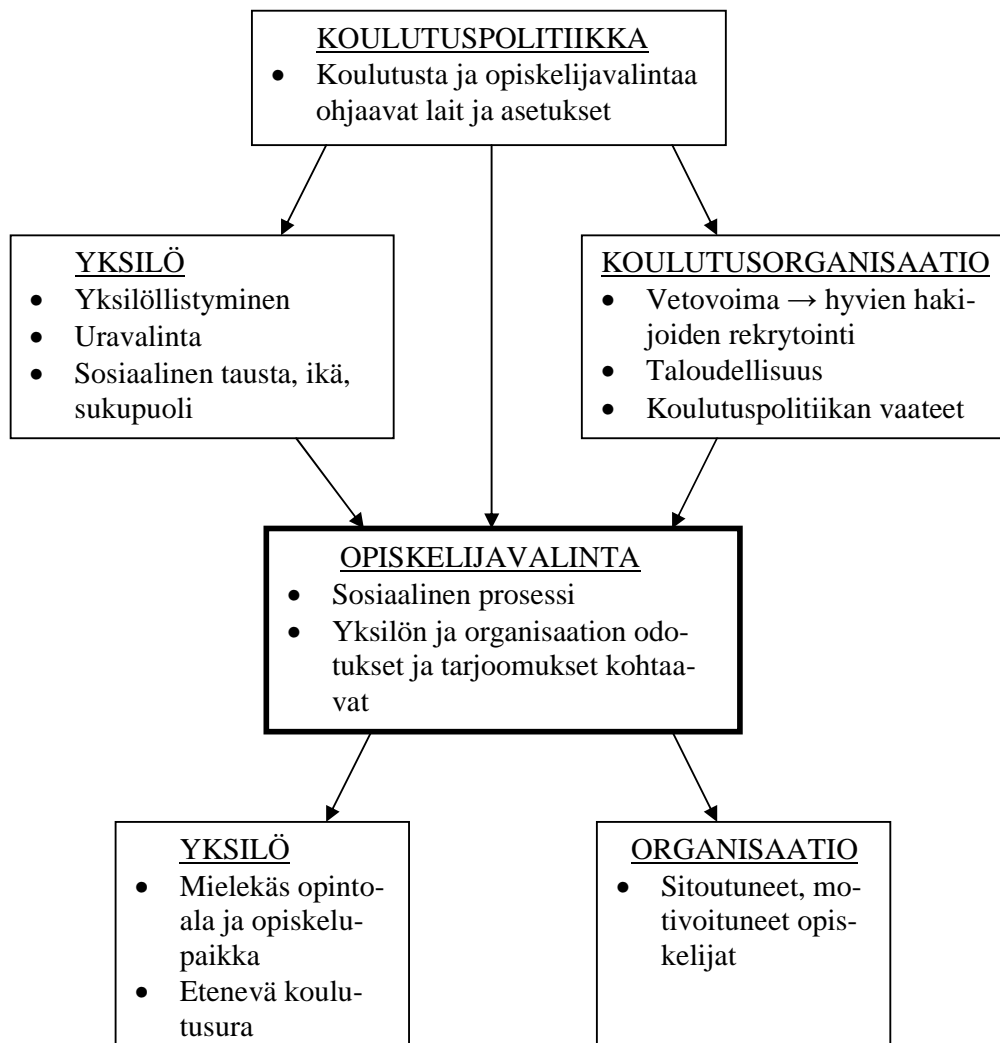 KOULUTUSPOLITIIKKA
• Koulutusta ja opiskelijavalintaa
ohjaavat lait ja asetukset
YKSILÖ
• Yksilöllistyminen
• Uravalinta
• Sosiaalinen tausta, ikä,
sukupuoli
KOULUTUSORGANISAATIO
• Vetovoima → hyvien haki-
joiden rekrytointi
• Taloudellisuus
• Koulutuspolitiikan vaateet
OPISKELIJAVALINTA
• Sosiaalinen prosessi
• Yksilön ja organisaation odo-
tukset ja tarjoomukset kohtaa-
vat
YKSILÖ
• Mielekäs opinto-
ala ja opiskelu-
paikka
• Etenevä koulu-
tusura
ORGANISAATIO
• Sitoutuneet, mo-
tivoituneet opis-
kelijat